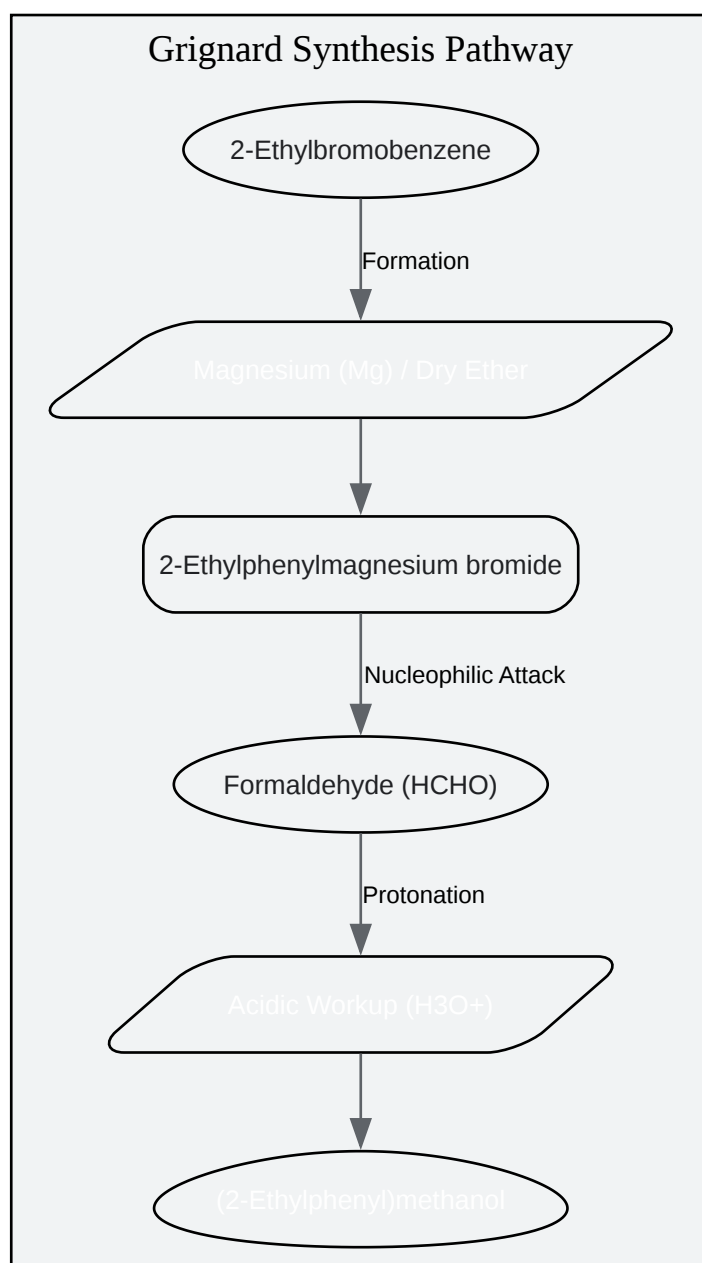 Grignard Synthesis Pathway
2-Ethylbromobenzene
Formation
Magnesium (Mg) / Dry Ether
2-Ethylphenylmagnesium bromide
Nucleophilic Attack
Formaldehyde (HCHO)
Protonation
Acidic Workup (H3O+)
(2-Ethylphenyl)methanol